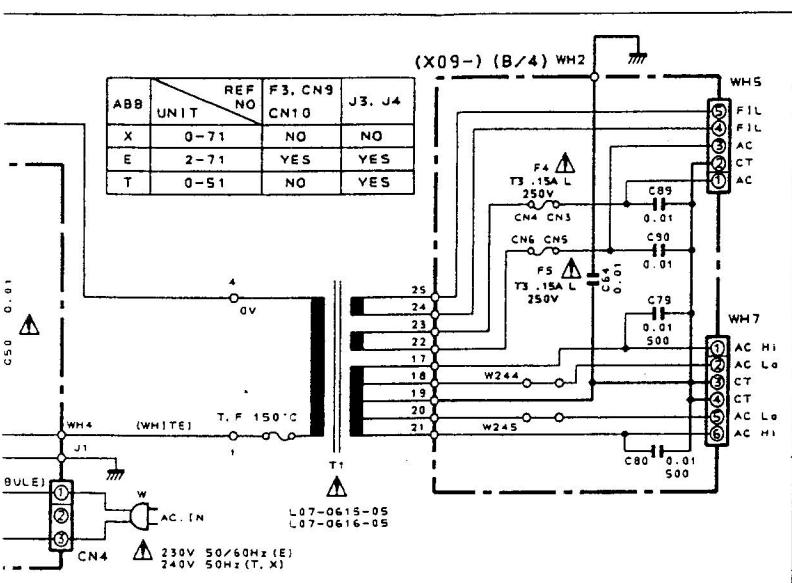 (X09-) (B/4) WH2
WH5
ABB
REF NO
UNIT
F3, CN9
CN10
J3, J4
X 0-71 NO NO
E 2-71 YES YES
T 0-51 NO YES
5 FIL
4 FIL
3 AC
2 CT
1 AC
F4
T3.15A L
250V
CN4 CN3
C89
0.01
CN6 CN5
C90
0.01
F5
T3.15A L
250V
C64
0.01
C79
0.01
500
C50 0.01
4
0V
25
24
23
22
17
18
19
20
21
W244
W245
WH7
1 AC Hi
2 AC Lo
3 CT
4 CT
5 AC Lo
6 AC Hi
C80 0.01
500
WH4
(WHITE)
T.F 150°C
1
J1
T1
L07-0615-05
L07-0616-05
BULE)
1
2
3
W
AC.IN
CN4
230V 50/60Hz (E)
240V 50Hz (T, X)